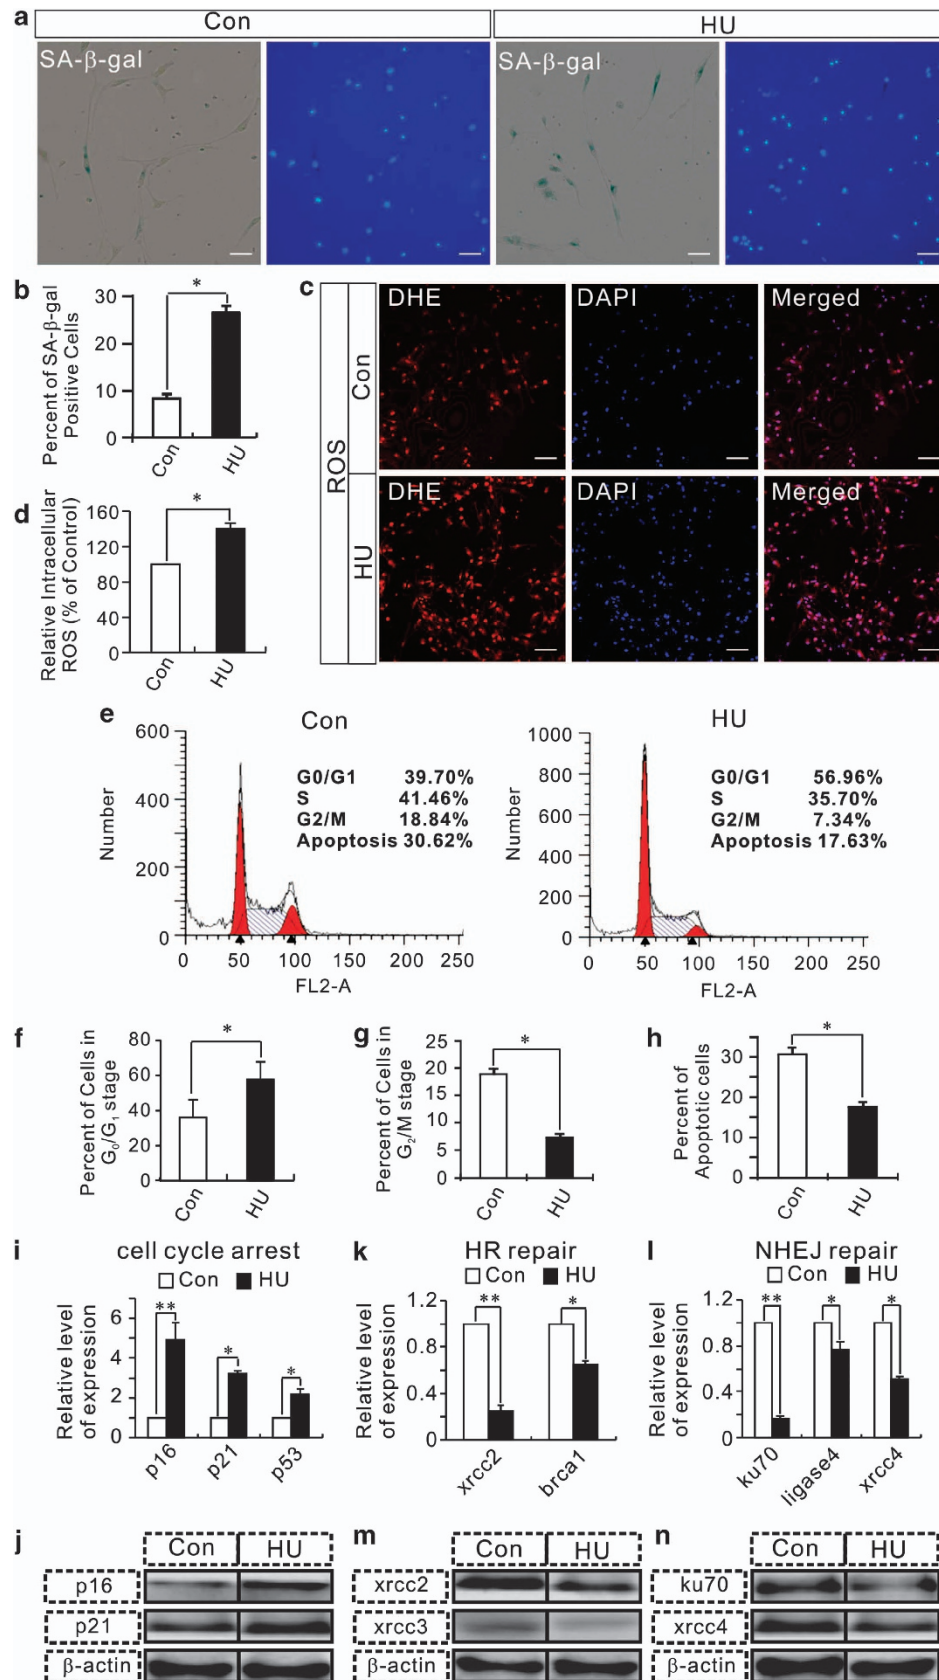 a
Con
HU
SA-β-gal
SA-β-gal
b
Percent of SA-β-gal
Positive Cells
30
20
10
0
*
Con
HU
c
ROS
Con
HU
DHE
DAPI
Merged
DHE
DAPI
Merged
d
Relative Intracellular
ROS (% of Control)
160
120
80
40
0
*
Con
HU
e
Con
Number
600
400
200
0
G0/G1 39.70%
S 41.46%
G2/M 18.84%
Apoptosis 30.62%
0 50 100 150 200 250
FL2-A
HU
Number
1000
800
600
400
200
0
G0/G1 56.96%
S 35.70%
G2/M 7.34%
Apoptosis 17.63%
0 50 100 150 200 250
FL2-A
f
Percent of Cells in
G₀/G₁ stage
80
60
40
20
0
*
Con
HU
g
Percent of Cells in
G₂/M stage
25
20
15
10
5
0
*
Con
HU
h
Percent of
Apoptotic cells
30
20
10
0
*
Con
HU
i
cell cycle arrest
Con HU
Relative level
of expression
6
4
2
0
**
*
*
p16
p21
p53
k
HR repair
Con HU
Relative level
of expression
1.2
0.8
0.4
0
**
*
xrcc2
brca1
l
NHEJ repair
Con HU
Relative level
of expression
1.2
0.8
0.4
0
**
*
*
ku70
ligase4
xrcc4
j
Con HU
p16
p21
β-actin
m
Con HU
xrcc2
xrcc3
β-actin
n
Con HU
ku70
xrcc4
β-actin